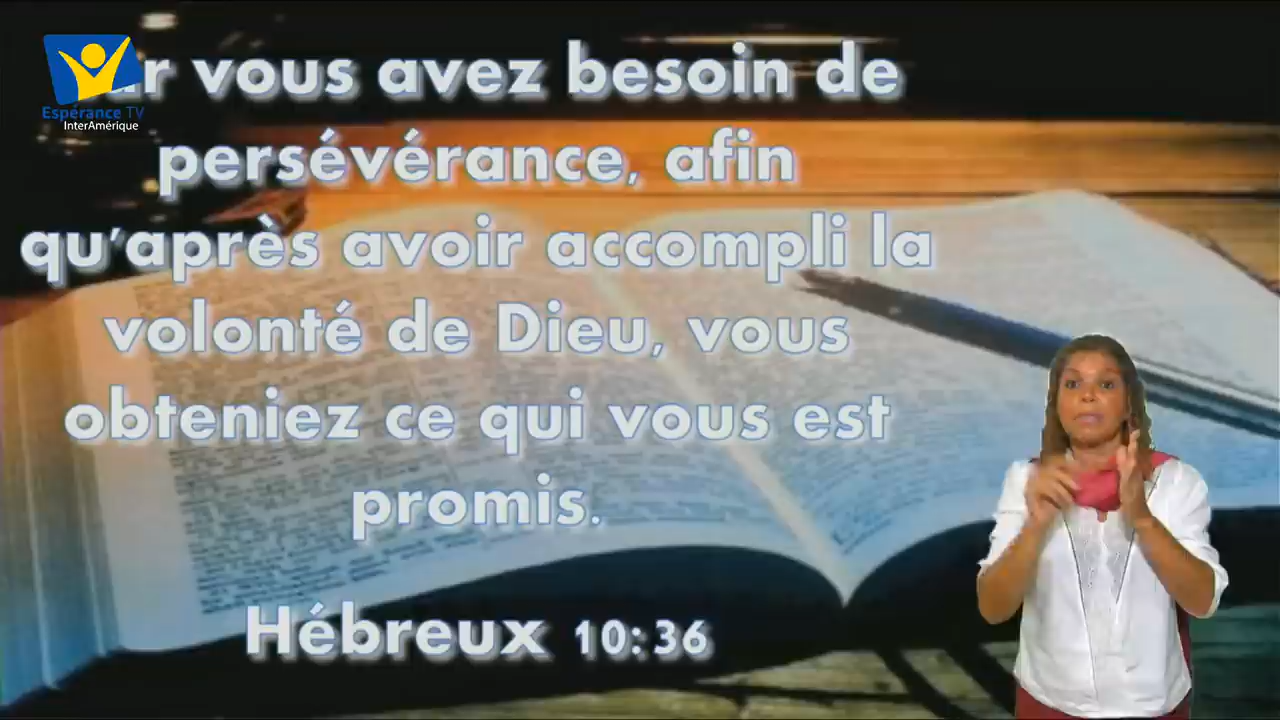 vous avez besoin de
persévérance, afin
qu'après avoir accompli la
volonté de Dieu, vous
obteniez ce qui vous est
promis.
Hébreux 10:36
Espérance TV
InterAmérique